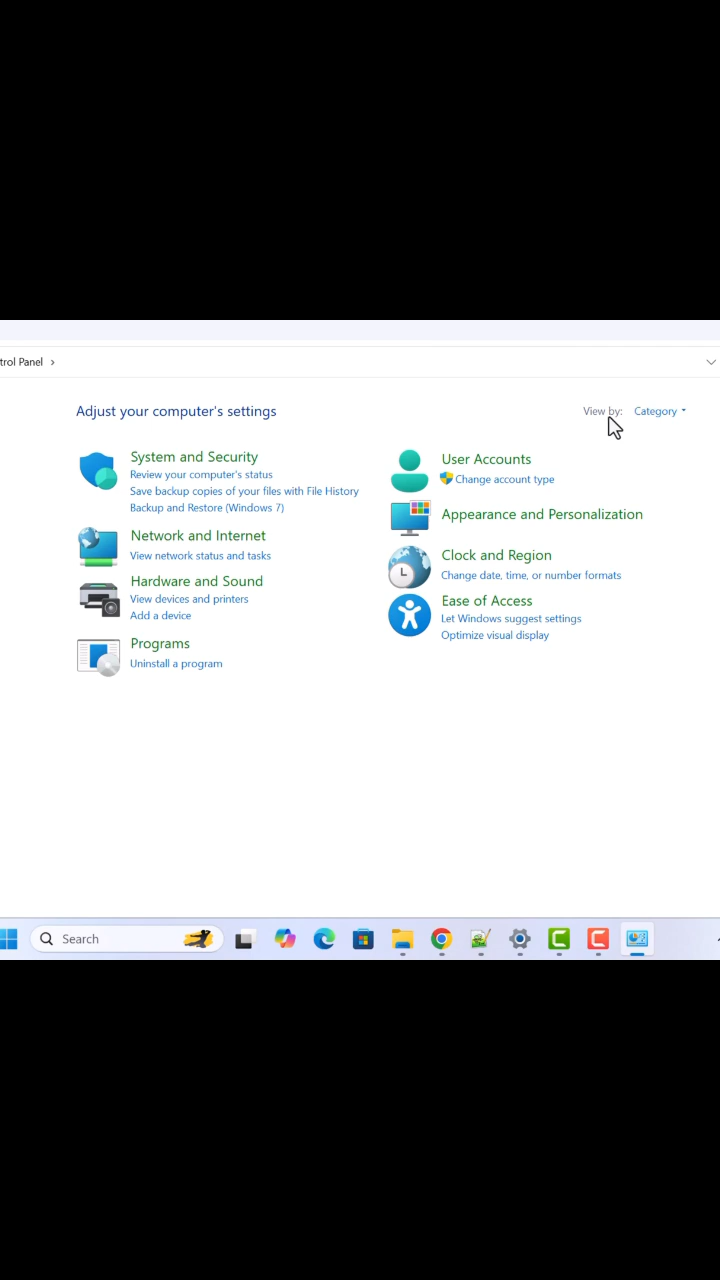 trol Panel >
Adjust your computer's settings
View by: Category
System and Security
Review your computer's status
Save backup copies of your files with File History
Backup and Restore (Windows 7)
Network and Internet
View network status and tasks
Hardware and Sound
View devices and printers
Add a device
Programs
Uninstall a program
User Accounts
Change account type
Appearance and Personalization
Clock and Region
Change date, time, or number formats
Ease of Access
Let Windows suggest settings
Optimize visual display
Search